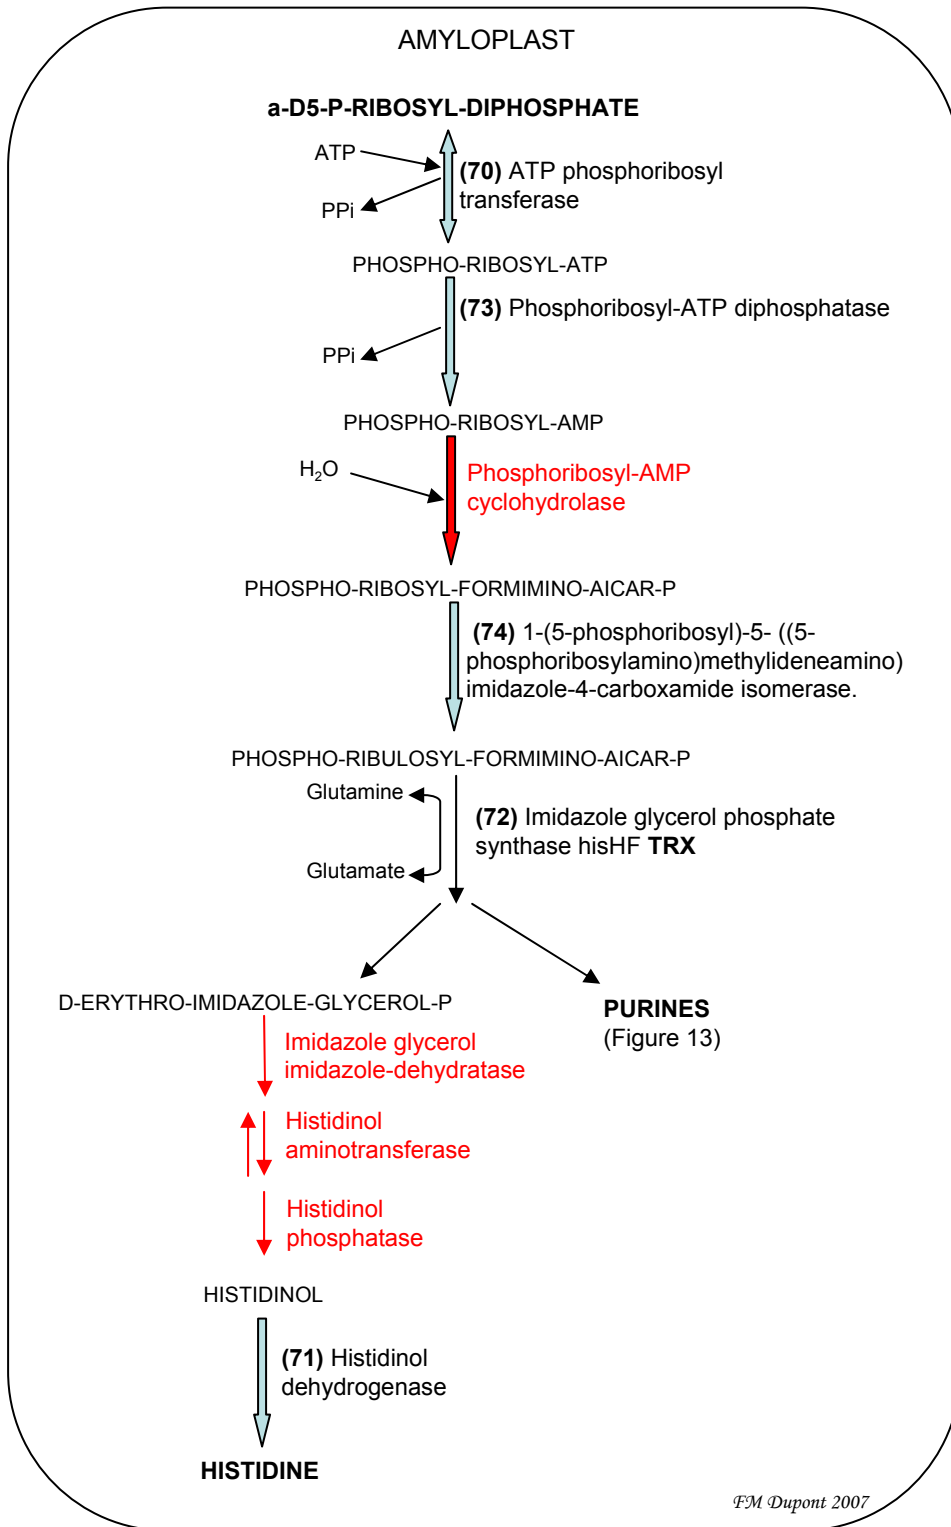 AMYLOPLAST
a-D5-P-RIBOSYL-DIPHOSPHATE
ATP
(70) ATP phosphoribosyl
transferase
PPi
PHOSPHO-RIBOSYL-ATP
(73) Phosphoribosyl-ATP diphosphatase
PPi
PHOSPHO-RIBOSYL-AMP
H₂O
Phosphoribosyl-AMP
cyclohydrolase
PHOSPHO-RIBOSYL-FORMIMINO-AICAR-P
(74) 1-(5-phosphoribosyl)-5- ((5-
phosphoribosylamino)methylideneamino)
imidazole-4-carboxamide isomerase.
PHOSPHO-RIBULOSYL-FORMIMINO-AICAR-P
Glutamine
(72) Imidazole glycerol phosphate
synthase hisHF TRX
Glutamate
D-ERYTHRO-IMIDAZOLE-GLYCEROL-P
PURINES
(Figure 13)
Imidazole glycerol
imidazole-dehydratase
Histidinol
aminotransferase
Histidinol
phosphatase
HISTIDINOL
(71) Histidinol
dehydrogenase
HISTIDINE
FM Dupont 2007